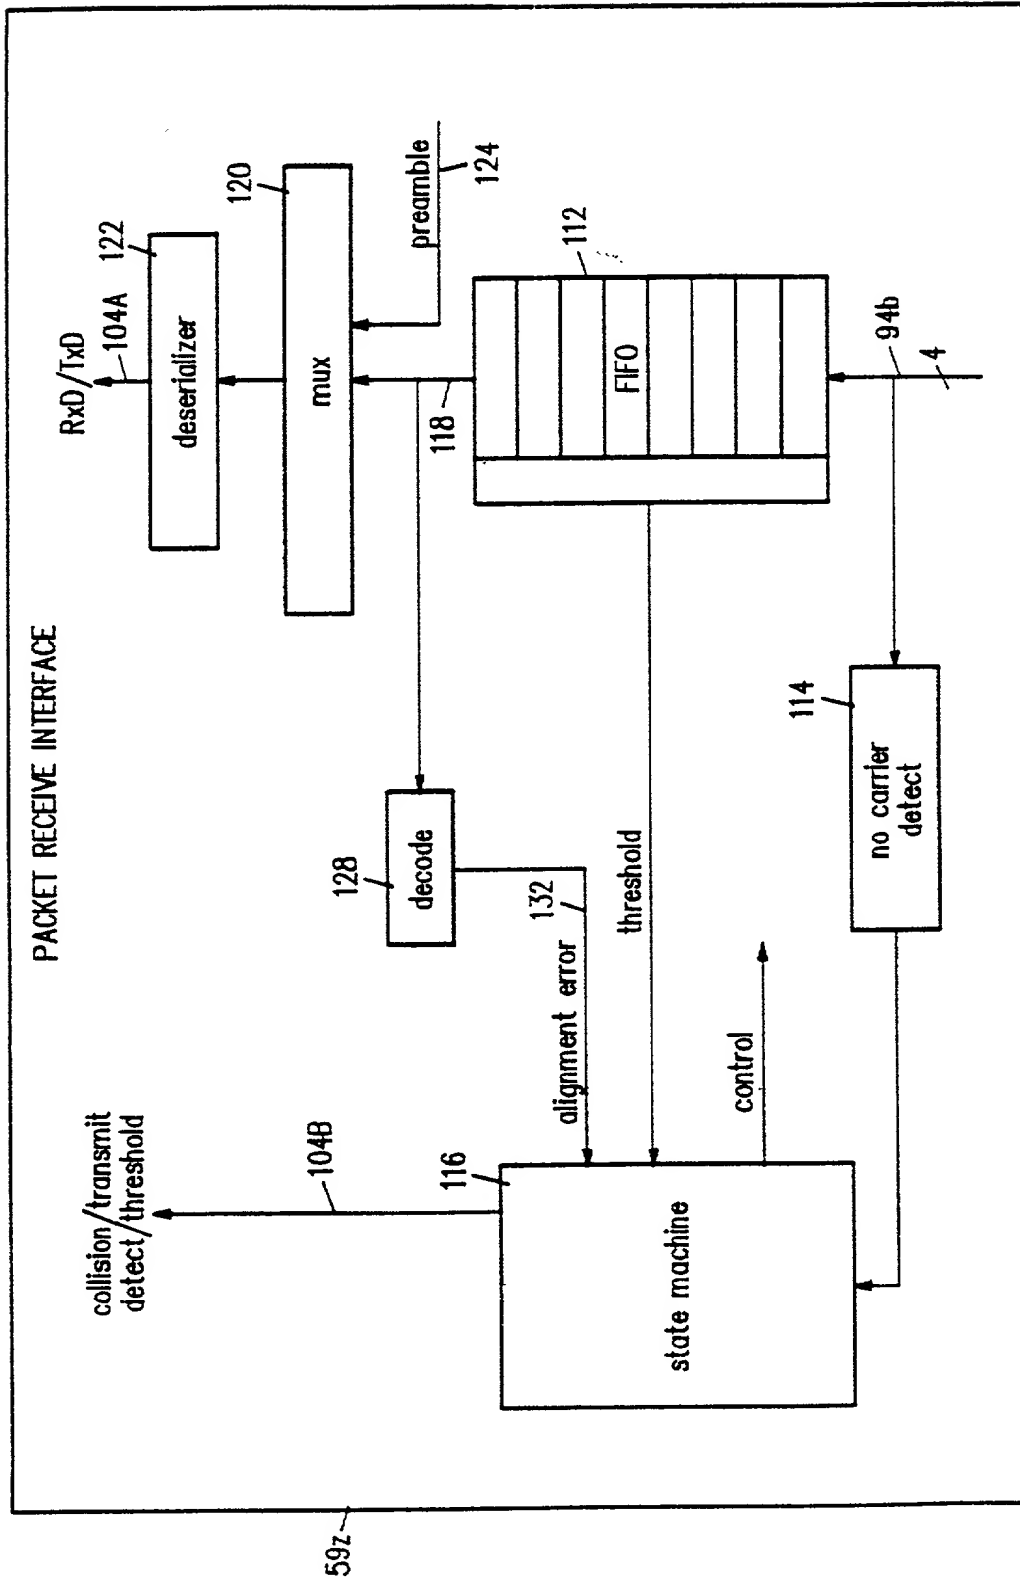 PACKET RECEIVE INTERFACE
collision/transmit
detect/threshold
104B
116
state machine
alignment error
132
128
decode
threshold
control
114
no carrier
detect
RxD/TxD
104A
122
deserializer
120
mux
preamble
124
118
112
FIFO
94b
4
59z